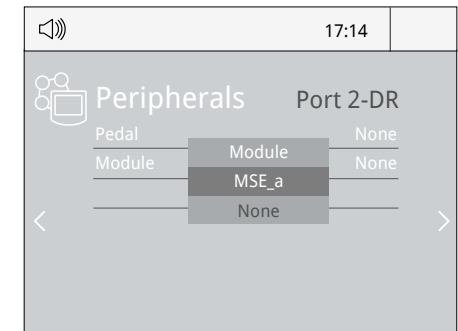 17:14
Peripherals Port 2-DR
Pedal None
Module None
Module
MSE_a
None